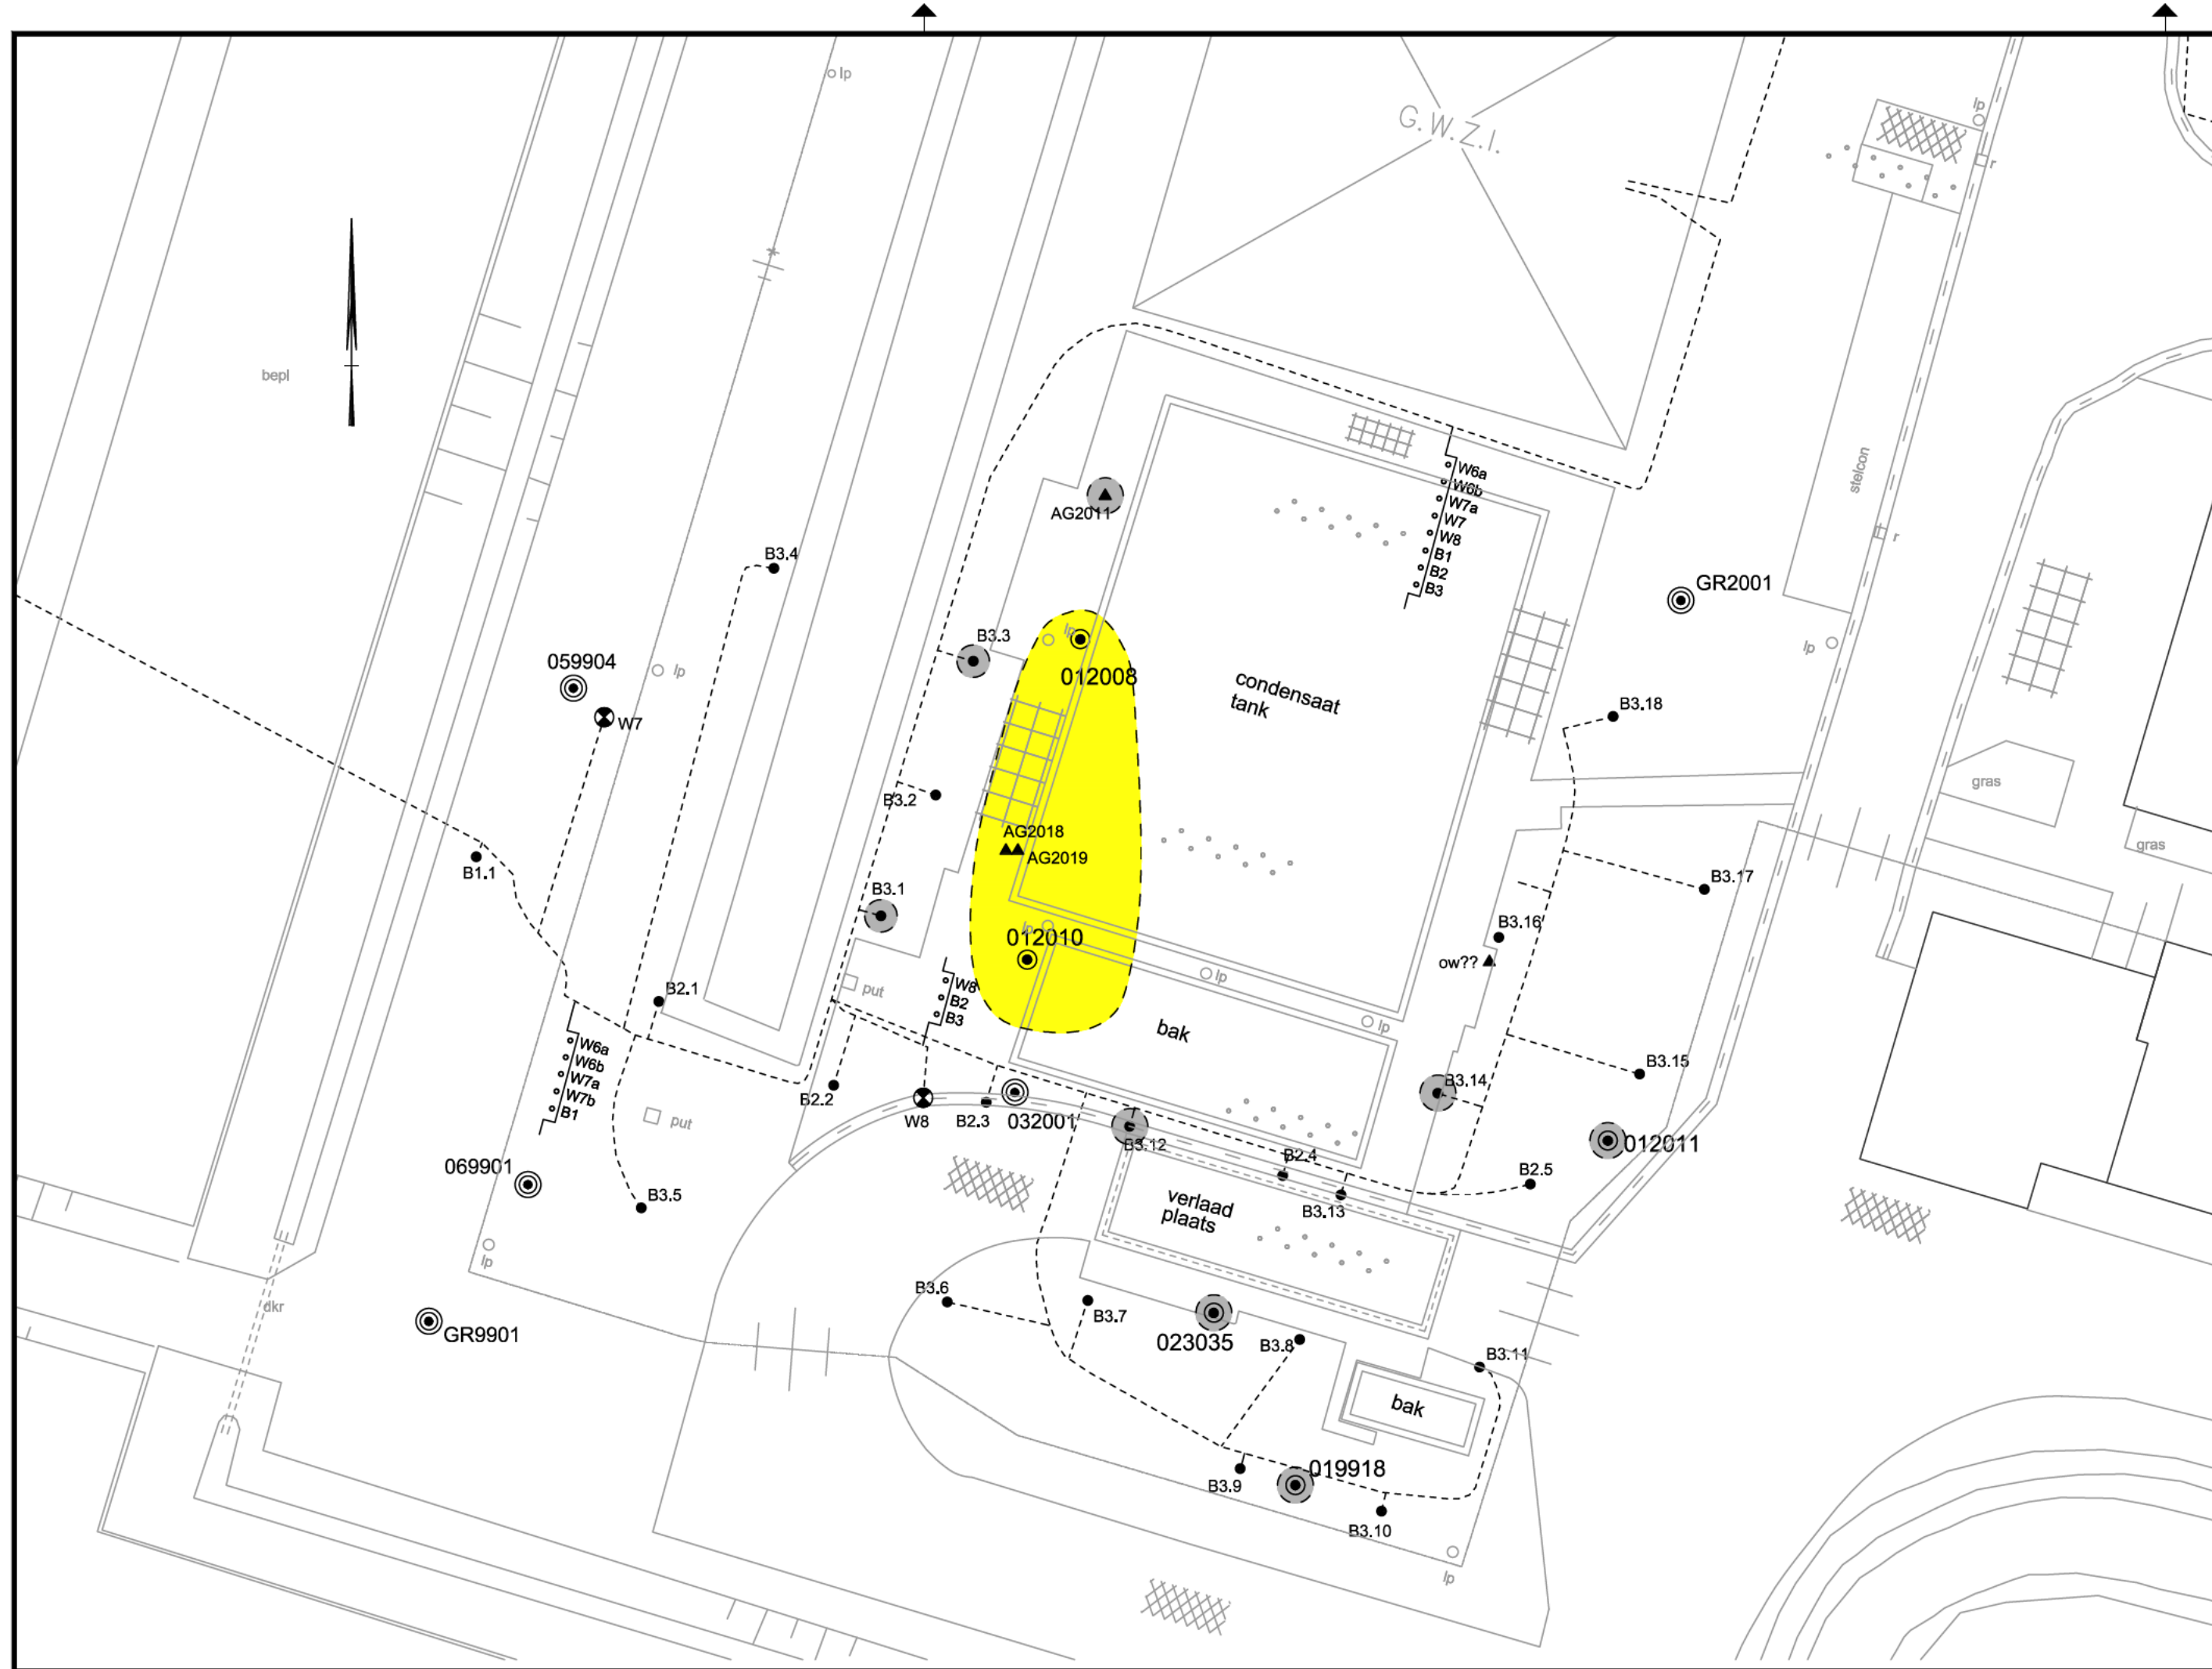 lp
G.W.Z.I.
lp
r
bepl
W6a
W6b
W7a
W7
W8
B1
B2
B3
stelcon
AG2011
r
B3.4
GR2001
059904
lp
B3.3
lp
012008
lp
W7
condensaat
tank
B3.18
gras
B3.2
AG2018
AG2019
gras
B1.1
B3.1
B3.17
012010
lp
B3.16
ow??
B2.1
put
W8
B2
B3
lp
bak
lp
W6a
W6b
W7a
W7b
B1
put
B2.2
W8
B2.3
032001
B3.12
B3.14
B3.15
012011
B2.4
B2.5
069901
B3.5
verlaad
plaats
B3.13
lp
B3.6
B3.7
dkr
GR9901
023035
B3.8
B3.11
bak
019918
B3.9
B3.10
lp